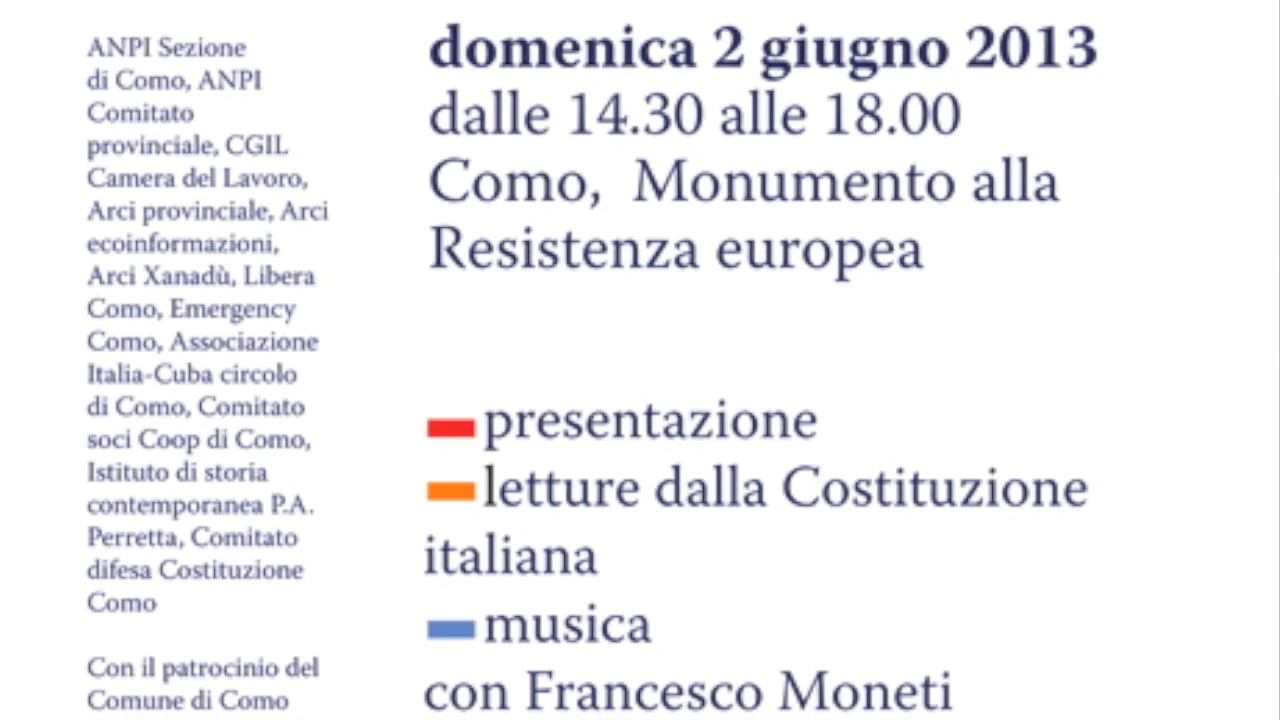 ANPI Sezione
di Como, ANPI
Comitato
provinciale, CGIL
Camera del Lavoro,
Arci provinciale, Arci
ecoinformazioni,
Arci Xanadù, Libera
Como, Emergency
Como, Associazione
Italia-Cuba circolo
di Como, Comitato
soci Coop di Como,
Istituto di storia
contemporanea P.A.
Perretta, Comitato
difesa Costituzione
Como
Con il patrocinio del
Comune di Como
domenica 2 giugno 2013
dalle 14.30 alle 18.00
Como, Monumento alla
Resistenza europea
presentazione
letture dalla Costituzione
italiana
musica
con Francesco Moneti